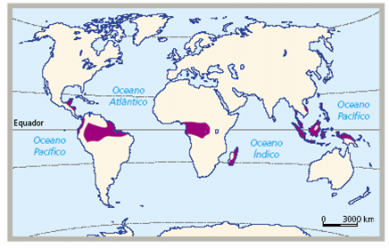 Oceano
Atlântico
Oceano
Pacífico
Equador
Oceano
Pacífico
Oceano
Índico
0 3000 km